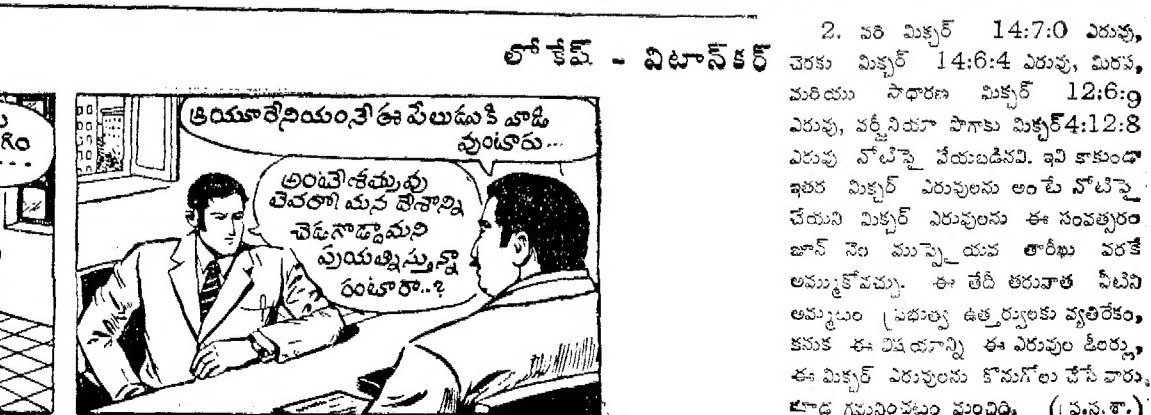 లోకేష్ - విటాన్‌కర్
గం
....
ఆ యూరేనియంతో ఈ పేలుడుకి వాడి
వుంటారు...
అంటే శత్రువు
లెవరో మన దేశాన్ని
చెడగొడ్దామని
ప్రయత్నిస్తున్నా
రంటారా..?
2. వరి మిక్చర్ 14:7:0 ఎరువు,
చెరకు మిక్చర్ 14:6:4 ఎరువు, మిరప,
మరియు సాధారణ మిక్చర్ 12:6:9
ఎరువు, వర్జీనియా పొగాకు మిక్చర్ 4:12:8
ఎరువు నోటిఫై చేయబడినవి. ఇవి కాకుండా
ఇతర మిక్చర్ ఎరువులను అంటే నోటిఫై
చేయని మిక్చర్ ఎరువులను ఈ సంవత్సరం
జూన్ నెల ముప్పై యవ తారీఖు వరకే
అమ్ముకోవచ్చు. ఈ తేదీ తరువాత వీటిని
అమ్మటం ప్రభుత్వ ఉత్తర్వులకు వ్యతిరేకం,
కనుక ఈ విషయాన్ని ఈ ఎరువుల డీలర్లు,
ఈ మిక్చర్ ఎరువులను కొనుగోలు చేసే వారు,
కూడ గమనించటం మంచిది. (ప.స.శా.)